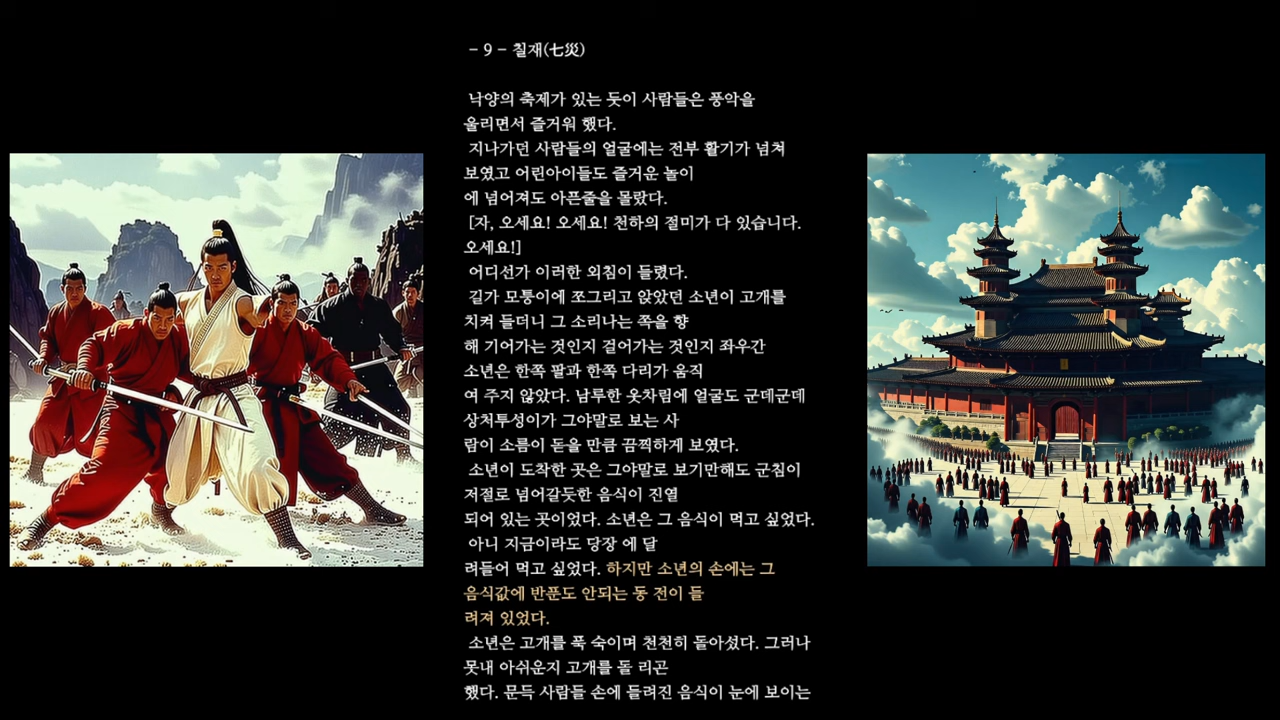 - 9 - 칠재(七災)
낙양의 축제가 있는 듯이 사람들은 풍악을
울리면서 즐거워 했다.
지나가던 사람들의 얼굴에는 전부 활기가 넘쳐
보였고 어린아이들도 즐거운 놀이
에 넘어져도 아픈줄을 몰랐다.
[자, 오세요! 오세요! 천하의 절미가 다 있습니다.
오세요!]
어디선가 이러한 외침이 들렸다.
길가 모퉁이에 쪼그리고 앉았던 소년이 고개를
치켜 들더니 그 소리나는 쪽을 향
해 기어가는 것인지 걸어가는 것인지 좌우간
소년은 한쪽 팔과 한쪽 다리가 움직
여 주지 않았다. 남루한 옷차림에 얼굴도 군데군데
상처투성이가 그야말로 보는 사
람이 소름이 돋을 만큼 끔찍하게 보였다.
소년이 도착한 곳은 그야말로 보기만해도 군침이
저절로 넘어갈듯한 음식이 진열
되어 있는 곳이었다. 소년은 그 음식이 먹고 싶었다.
아니 지금이라도 당장 에 달
려들어 먹고 싶었다. 하지만 소년의 손에는 그
음식값에 반푼도 안되는 동 전이 들
려져 있었다.
소년은 고개를 푹 숙이며 천천히 돌아섰다. 그러나
못내 아쉬운지 고개를 돌 리곤
했다. 문득 사람들 손에 들려진 음식이 눈에 보이는